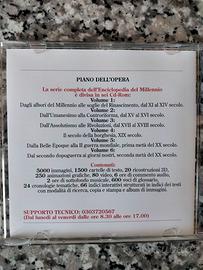 PIANO DELL'OPERA
La serie completa dell'Enciclopedia del Millennio
è divisa in sei Cd-Rom:
Volume 1:
Dagli albori del Millennio alle soglie del Rinascimento, dal XI al XIV secolo.
Volume 2:
Dall'Umanesimo alla Controriforma, dal XV al XVI secolo.
Volume 3:
Dall'Assolutismo alle Rivoluzioni, dal XVII al XVIII secolo.
Volume 4:
Il secolo della borghesia, XIX secolo.
Volume 5:
Dalla Belle Époque alla II guerra mondiale, prima metà del XX secolo.
Volume 6:
Dal secondo dopoguerra ai giorni nostri, seconda metà del XX secolo.
Contenuti:
5000 immagini, 1500 cartelle di testo, 20 ricostruzioni 3D,
250 animazioni grafiche, 80 video, 6 ore di commento audio,
2 ore di sottofondo musicale, 600 voci di glossario,
24 cronologie tematiche, 66 indici interattivi strutturati in indici dei testi
con modalità di ricerca, cartine e stampa e album delle immagini.
SUPPORTO TECNICO: 0303720567
(Dal lunedì al venerdì dalle ore 8.30 alle ore 17.00)